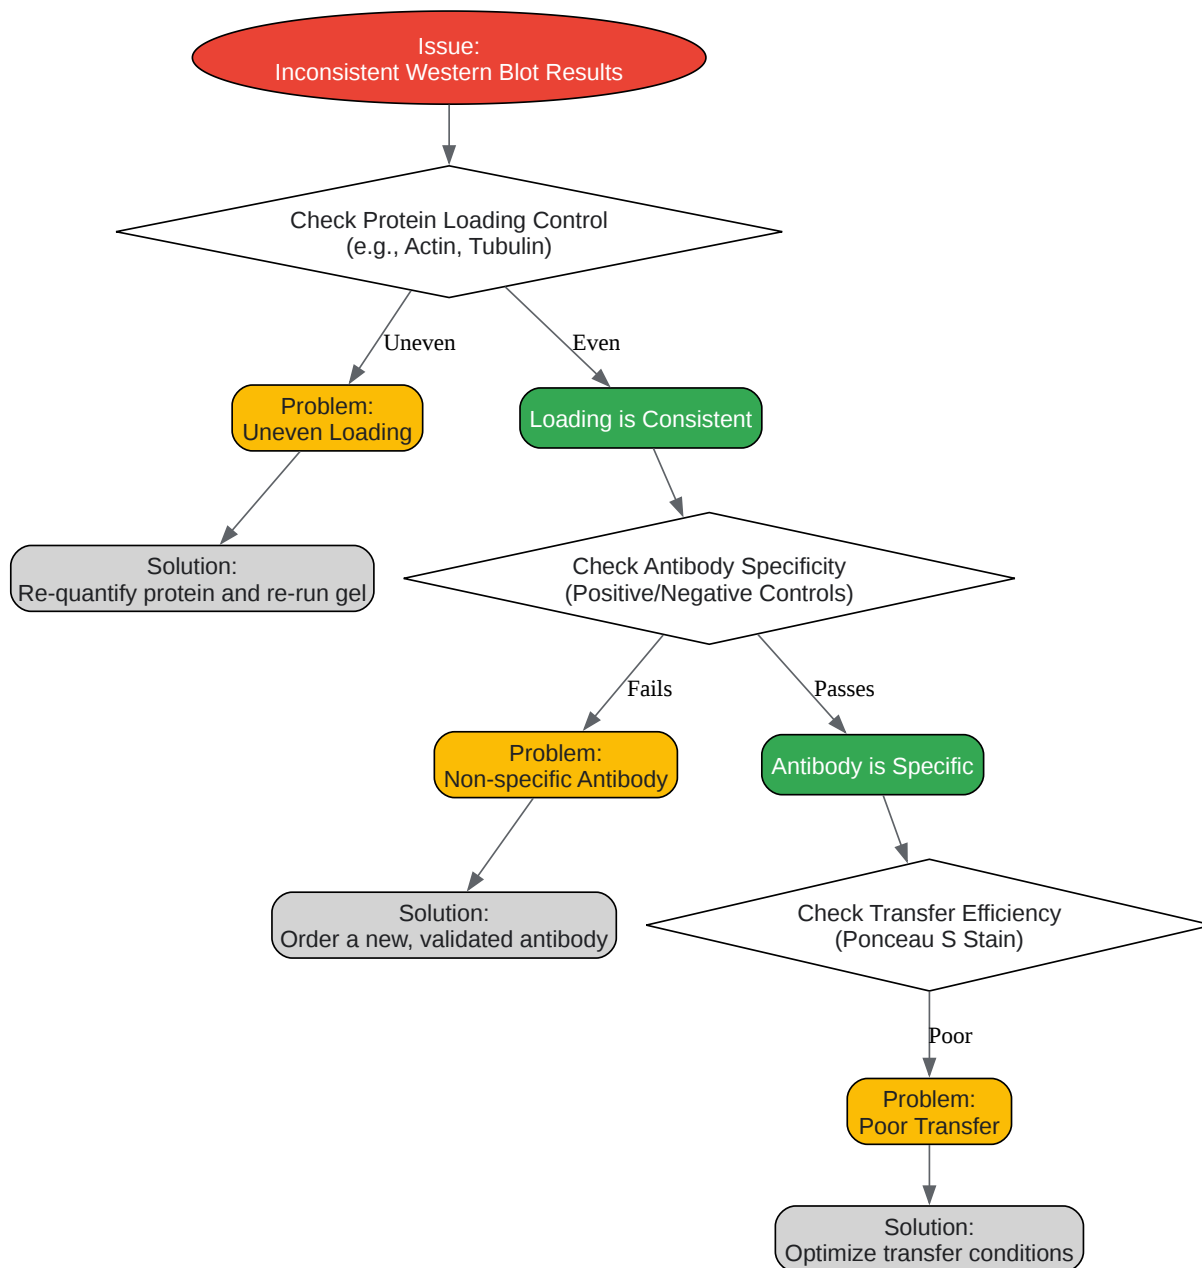 Issue:
Inconsistent Western Blot Results
Check Protein Loading Control
(e.g., Actin, Tubulin)
Uneven
Even
Problem:
Uneven Loading
Loading is Consistent
Solution:
Re-quantify protein and re-run gel
Check Antibody Specificity
(Positive/Negative Controls)
Fails
Passes
Problem:
Non-specific Antibody
Antibody is Specific
Solution:
Order a new, validated antibody
Check Transfer Efficiency
(Ponceau S Stain)
Poor
Problem:
Poor Transfer
Solution:
Optimize transfer conditions